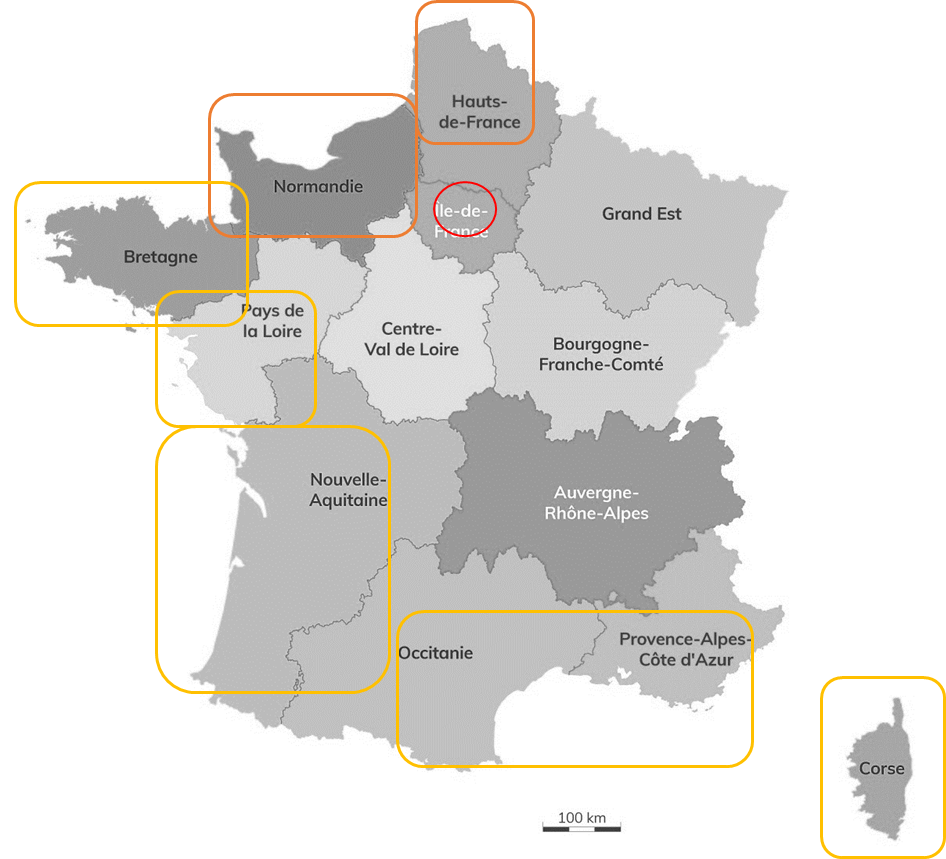 Hauts-
de-France
Normandie
Île-de-
France
Grand Est
Bretagne
Pays de
la Loire
Centre-
Val de Loire
Bourgogne-
Franche-Comté
Nouvelle-
Aquitaine
Auvergne-
Rhône-Alpes
Occitanie
Provence-Alpes-
Côte d'Azur
Corse
100 km